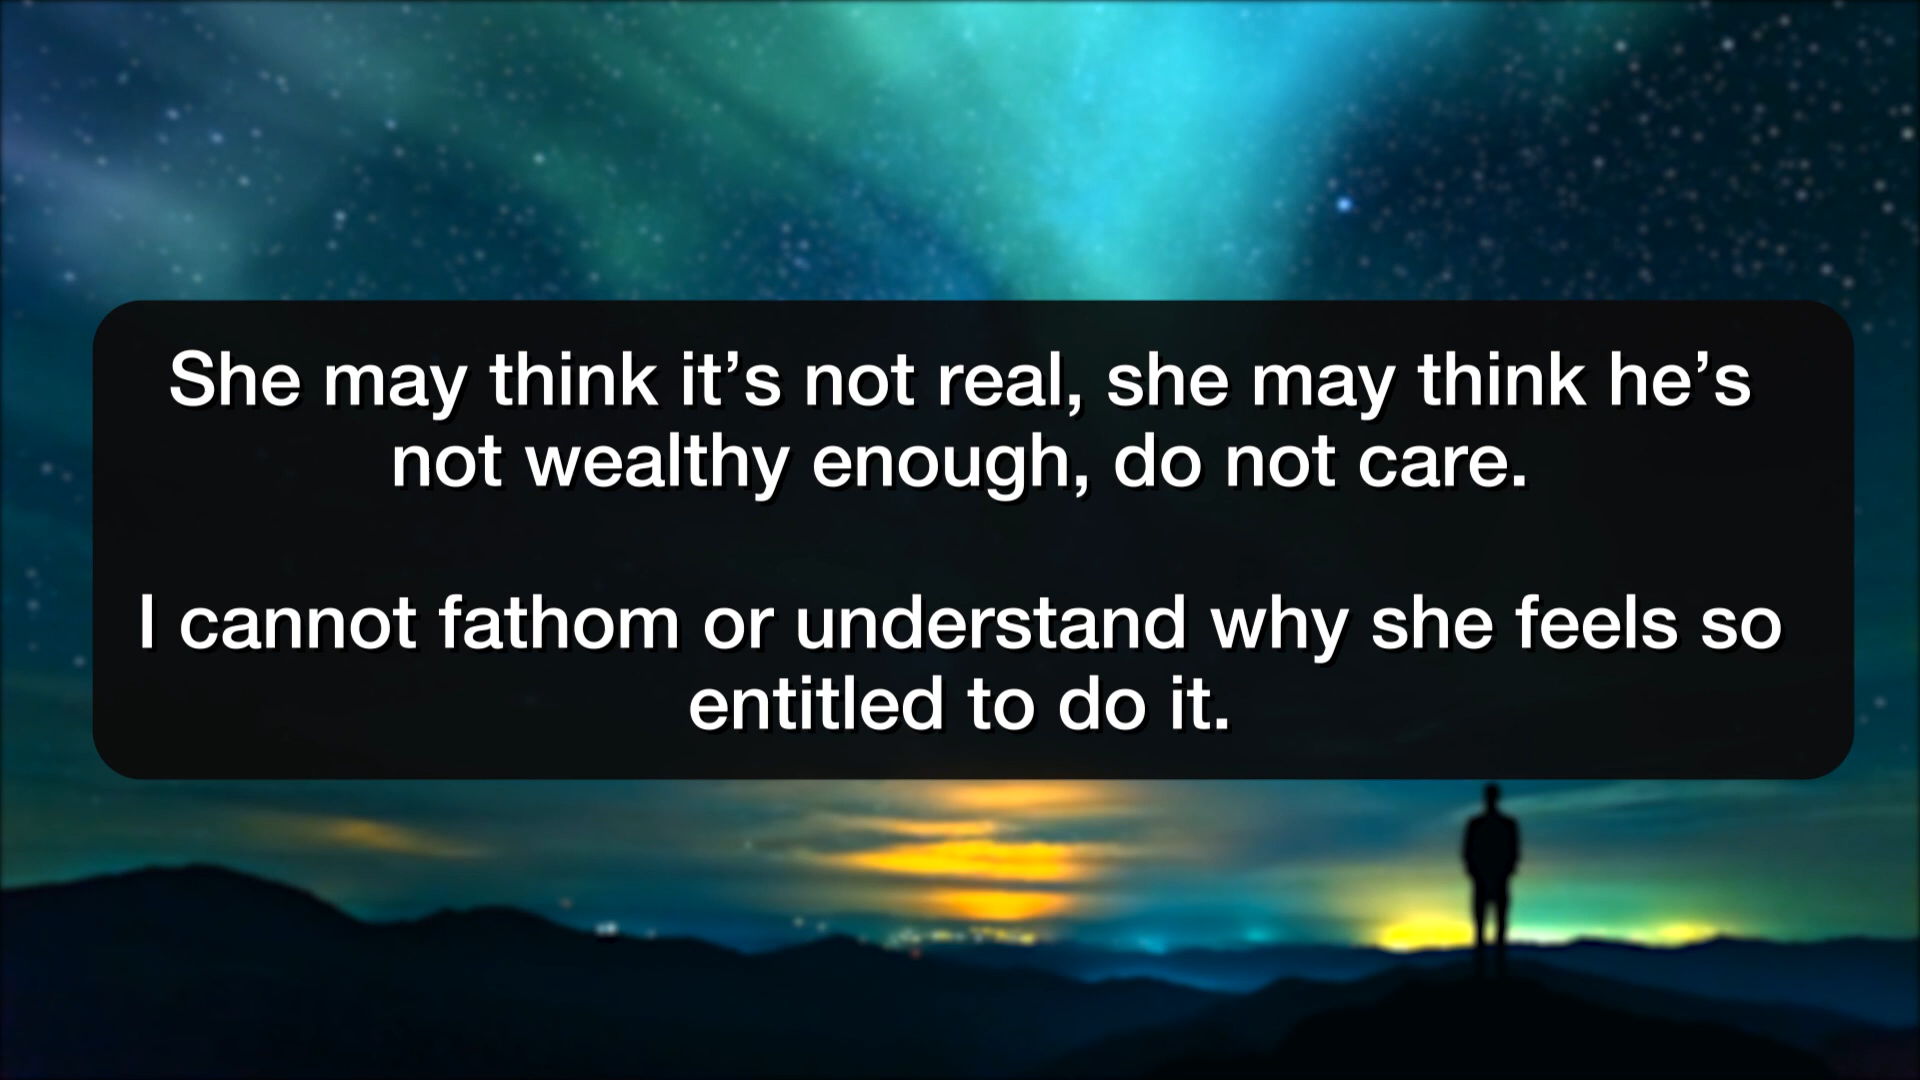 She may think it’s not real, she may think he’s
not wealthy enough, do not care.
I cannot fathom or understand why she feels so
entitled to do it.